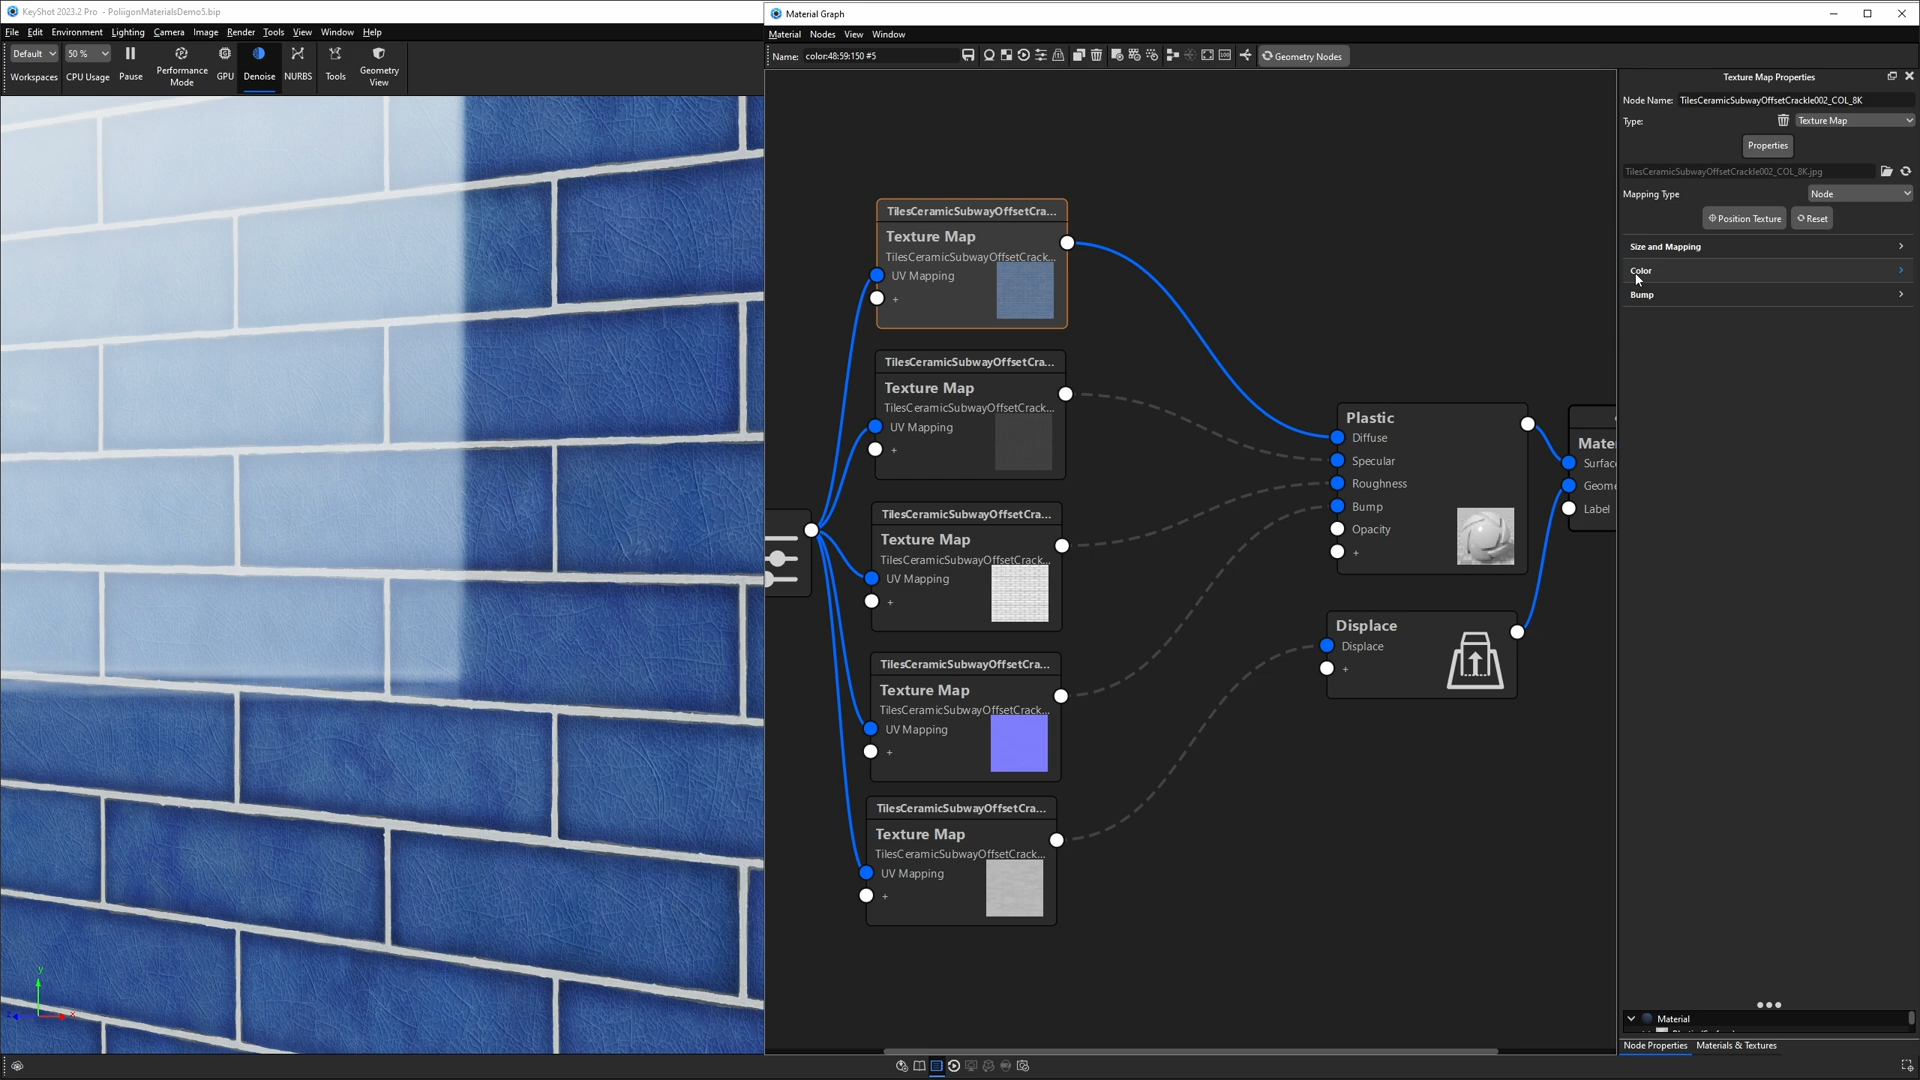 KeyShot 2023.2 Pro - PoliigonMaterialsDemo5.bip
File Edit Environment Lighting Camera Image Render Tools View Window Help
Default 50 %
Workspaces CPU Usage Pause Performance Mode GPU Denoise NURBS Tools Geometry View
Material Graph
Material Nodes View Window
Name: color:48:59:150 #5 Geometry Nodes
TilesCeramicSubwayOffsetCra...
Texture Map
TilesCeramicSubwayOffsetCrack...
UV Mapping
+
TilesCeramicSubwayOffsetCra...
Texture Map
TilesCeramicSubwayOffsetCrack...
UV Mapping
+
TilesCeramicSubwayOffsetCra...
Texture Map
TilesCeramicSubwayOffsetCrack...
UV Mapping
+
TilesCeramicSubwayOffsetCra...
Texture Map
TilesCeramicSubwayOffsetCrack...
UV Mapping
+
TilesCeramicSubwayOffsetCra...
Texture Map
TilesCeramicSubwayOffsetCrack...
UV Mapping
+
Plastic
Diffuse
Specular
Roughness
Bump
Opacity
+
Displace
Displace
+
Mate
Surfac
Geome
Label
Texture Map Properties
Node Name: TilesCeramicSubwayOffsetCrackle002_COL_8K
Type: Texture Map
Properties
TilesCeramicSubwayOffsetCrackle002_COL_8K.jpg
Mapping Type Node
Position Texture Reset
Size and Mapping
Color
Bump
Material
Node Properties Materials & Textures
y
x
z